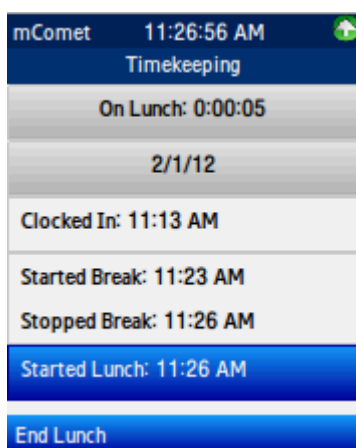 mComet 11:26:56 AM
Timekeeping
On Lunch: 0:00:05
2/1/12
Clocked In: 11:13 AM
Started Break: 11:23 AM
Stopped Break: 11:26 AM
Started Lunch: 11:26 AM
End Lunch